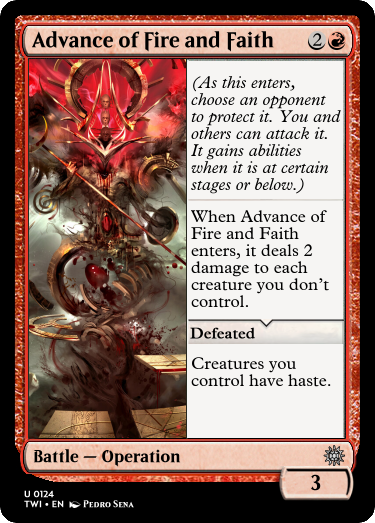 Advance of Fire and Faith 2
(As this enters,
choose an opponent
to protect it. You and
others can attack it.
It gains abilities
when it is at certain
stages or below.)
When Advance of
Fire and Faith
enters, it deals 2
damage to each
creature you don't
control.
Defeated
Creatures you
control have haste.
Battle — Operation
3
U 0124
TWI • EN Pedro Sena